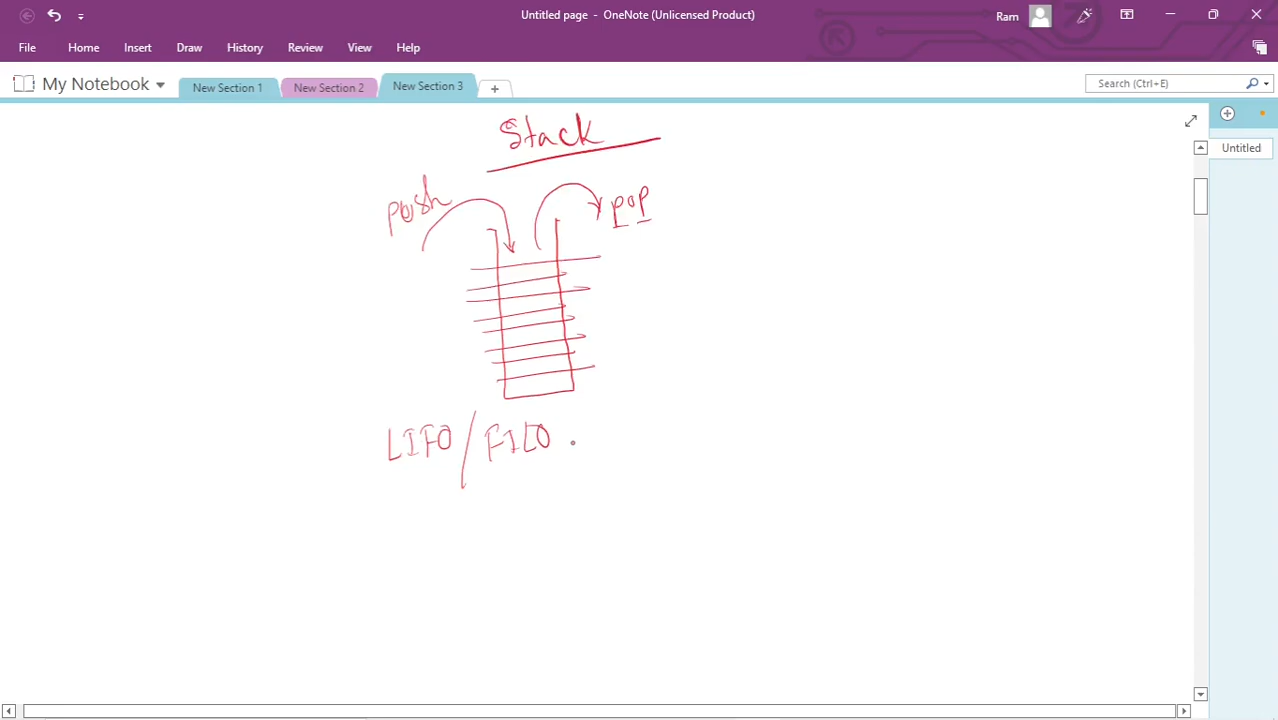 Untitled page - OneNote (Unlicensed Product)
Ram
File Home Insert Draw History Review View Help
My Notebook New Section 1 New Section 2 New Section 3 +
Search (Ctrl+E)
Untitled
Stack
push
pop
LIFO / FILO